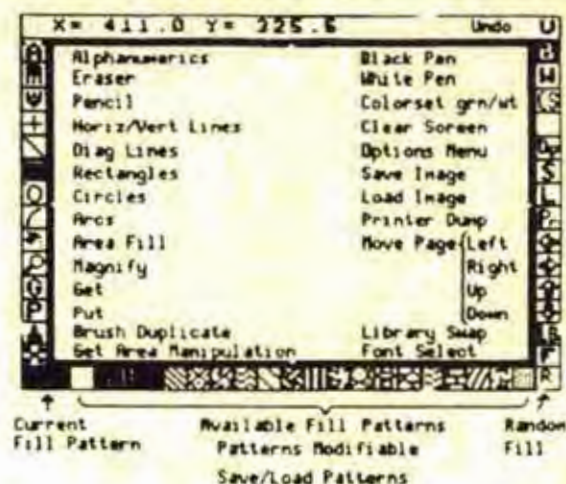 X= 411.0 Y= 225.5 Undo U
Alphanumerics
Eraser
Pencil
Horiz/Vert Lines
Diag Lines
Rectangles
Circles
Arcs
Area Fill
Magnify
Get
Put
Brush Duplicate
Get Area Manipulation
Black Pen
White Pen
Colorset grn/wt
Clear Screen
Options Menu
Save Image
Load Image
Printer Dump
Move Page Left
Right
Up
Down
Library Swap
Font Select
Current
Fill Pattern
Available Fill Patterns
Patterns Modifiable
Save/Load Patterns
Random
Fill